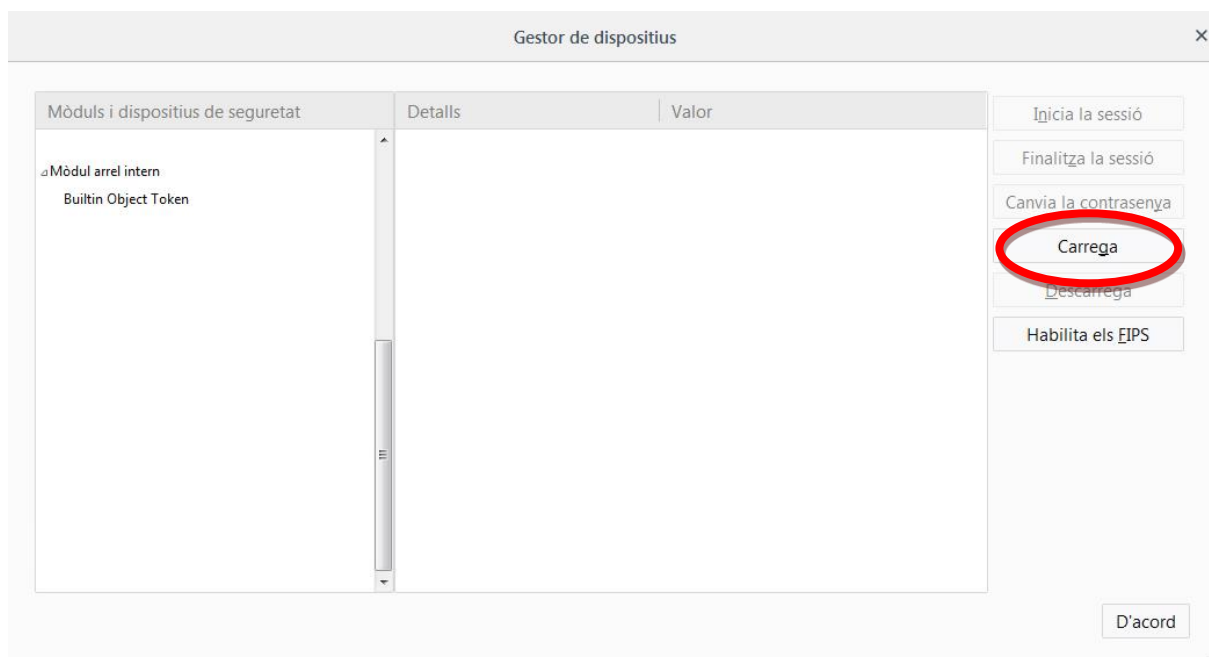 Gestor de dispositius
Mòduls i dispositius de seguretat
Detalls
Valor
Mòdul arrel intern
Builtin Object Token
Inicia la sessió
Finalitza la sessió
Canvia la contrasenya
Carrega
Descarrega
Habilita els FIPS
D'acord